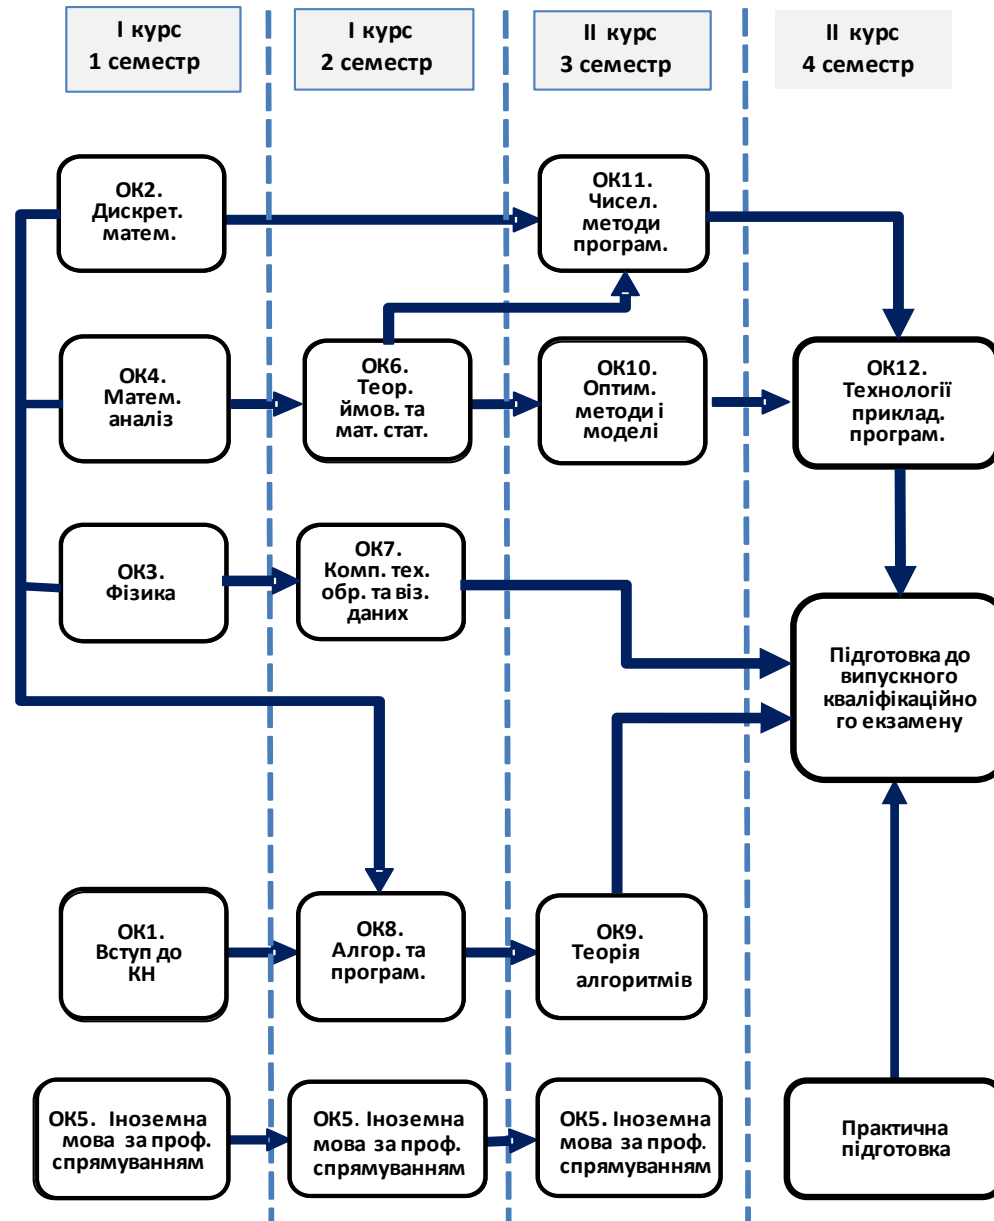 І курс
1 семестр
І курс
2 семестр
ІІ курс
3 семестр
ІІ курс
4 семестр
ОК2.
Дискрет.
матем.
ОК11.
Чисел.
методи
програм.
ОК4.
Матем.
аналіз
ОК6.
Теор.
ймов. та
мат. стат.
ОК10.
Оптим.
методи і
моделі
ОК12.
Технології
приклад.
програм.
ОК3.
Фізика
ОК7.
Комп. тех.
обр. та віз.
даних
Підготовка до
випускного
кваліфікаційно
го екзамену
ОК1.
Вступ до
КН
ОК8.
Алгор. та
програм.
ОК9.
Теорія
алгоритмів
ОК5. Іноземна
мова за проф.
спрямуванням
ОК5. Іноземна
мова за проф.
спрямуванням
ОК5. Іноземна
мова за проф.
спрямуванням
Практична
підготовка